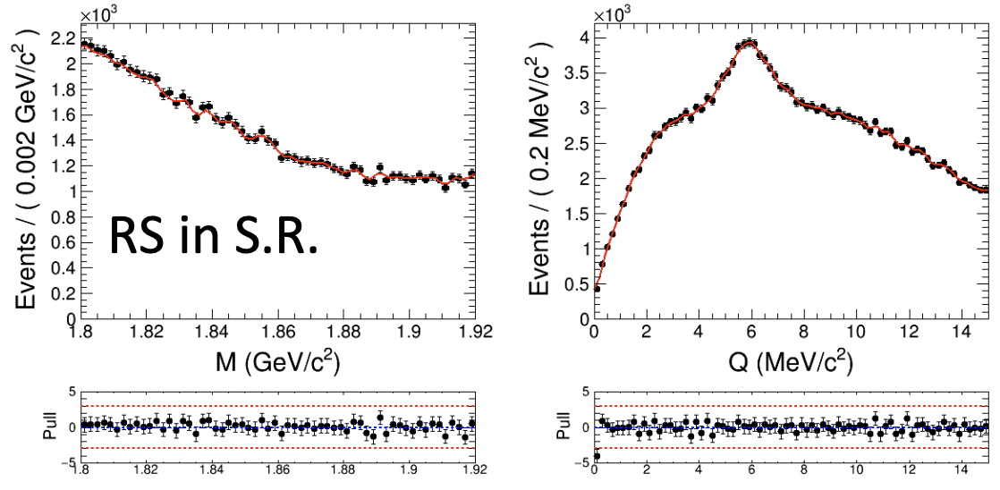 ×10³
Events / ( 0.002 GeV/c²)
2.2
2
1.8
1.6
1.4
1.2
1
0.8
0.6
0.4
0.2
0
RS in S.R.
1.8 1.82 1.84 1.86 1.88 1.9 1.92
M (GeV/c²)
Pull
5
0
−5
1.8 1.82 1.84 1.86 1.88 1.9 1.92
×10³
Events / ( 0.2 MeV/c²)
4
3.5
3
2.5
2
1.5
1
0.5
0
0 2 4 6 8 10 12 14
Q (MeV/c²)
Pull
5
0
−5
0 2 4 6 8 10 12 14